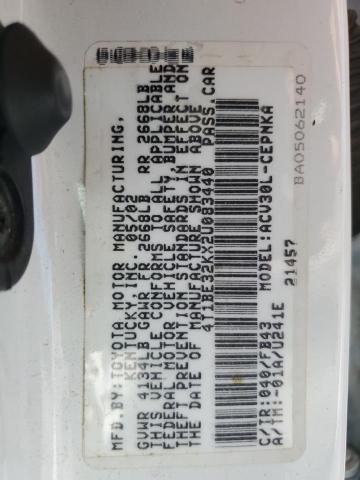 MFD.BY:TOYOTA MOTOR MANUFACTURING,
KENTUCKY,INC. 05/02
GVWR 4134LB GAWR FR 2668LB RR 2668LB
THIS VEHICLE CONFORMS TO ALL APPLICABLE
FEDERAL MOTOR VEHICLE SAFETY, BUMPER, AND
THEFT PREVENTION STANDARDS IN EFFECT ON
THE DATE OF MANUFACTURE SHOWN ABOVE.
4T1BE32KX2U083440 PASS.CAR
C/TR:040/FB43 MODEL:ACV30L-CEPNKA
A/TM:-01A/U241E 21457
BA05062140